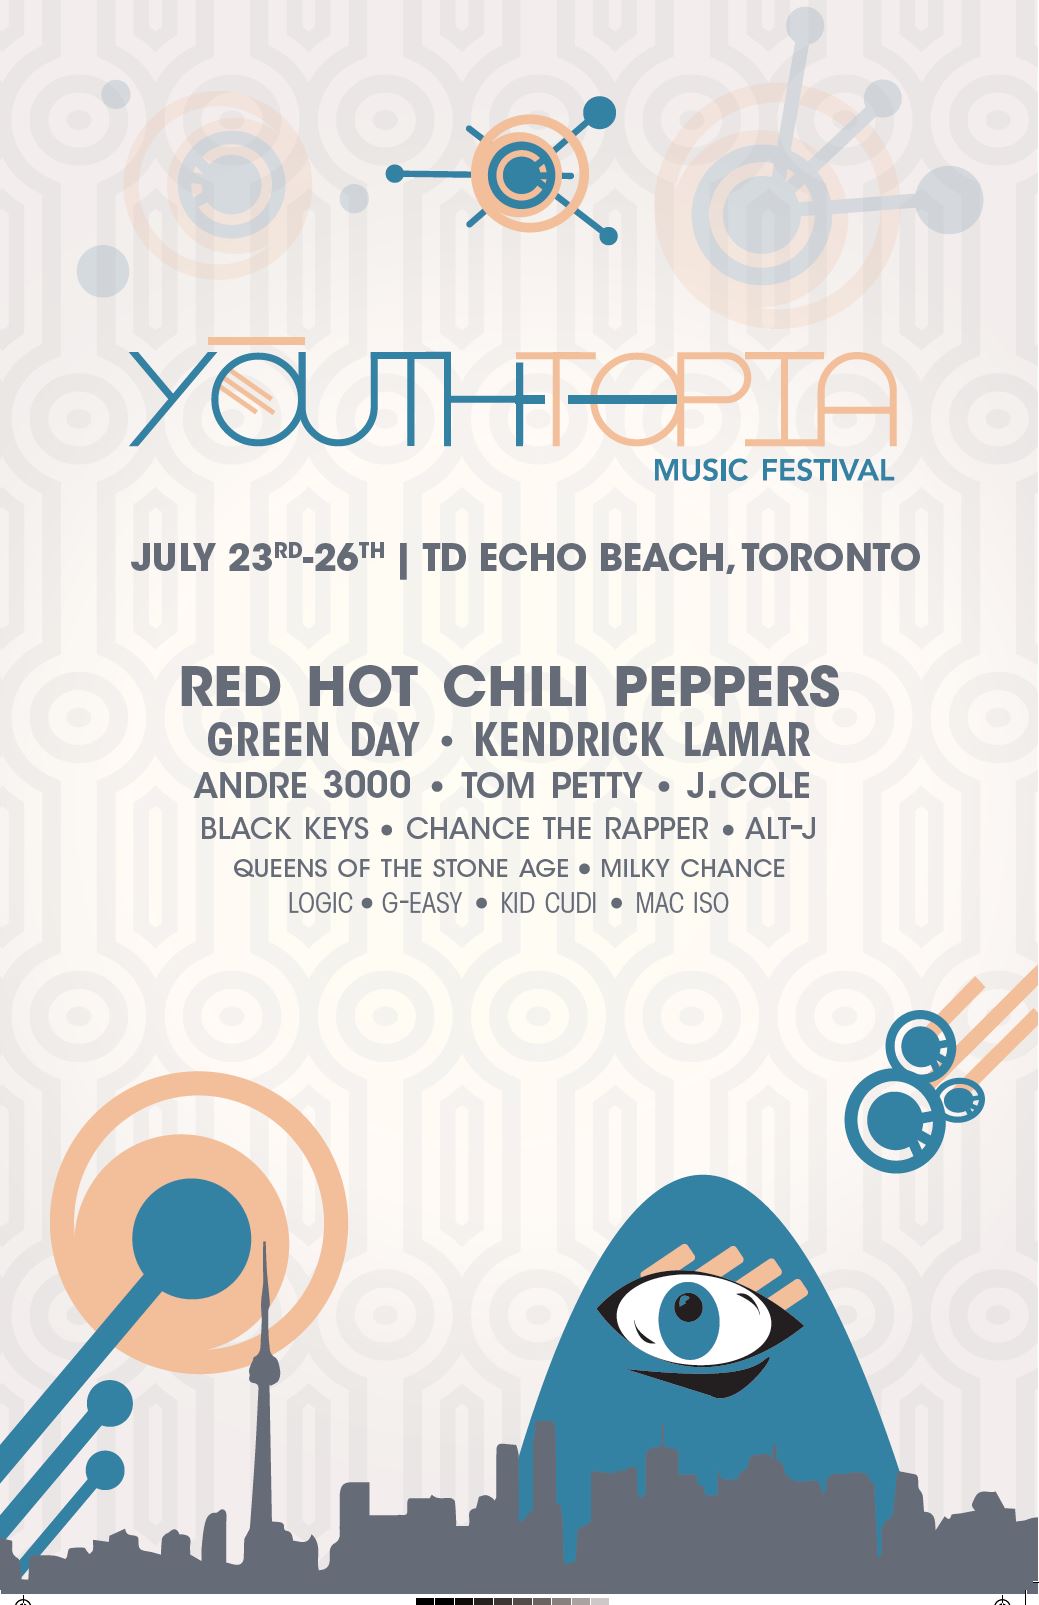 YOUTHTOPIA
MUSIC FESTIVAL
JULY 23RD-26TH | TD ECHO BEACH, TORONTO
RED HOT CHILI PEPPERS
GREEN DAY • KENDRICK LAMAR
ANDRE 3000 • TOM PETTY • J.COLE
BLACK KEYS • CHANCE THE RAPPER • ALT-J
QUEENS OF THE STONE AGE • MILKY CHANCE
LOGIC • G-EASY • KID CUDI • MAC ISO